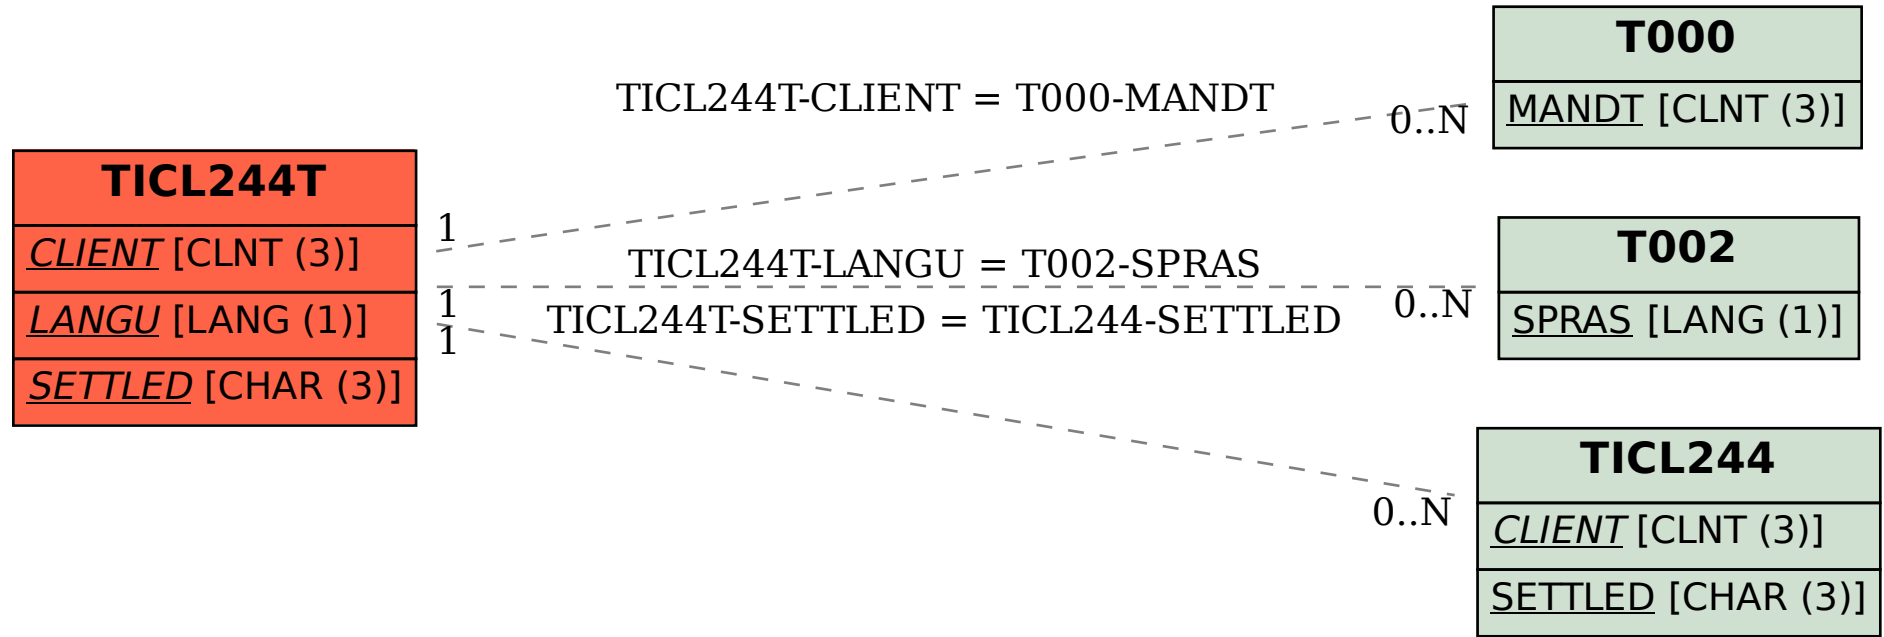 T000
MANDT [CLNT (3)]
TICL244T-CLIENT = T000-MANDT
0..N
1
TICL244T
CLIENT [CLNT (3)]
LANGU [LANG (1)]
SETTLED [CHAR (3)]
TICL244T-LANGU = T002-SPRAS
1
0..N
T002
SPRAS [LANG (1)]
TICL244T-SETTLED = TICL244-SETTLED
1
0..N
TICL244
CLIENT [CLNT (3)]
SETTLED [CHAR (3)]